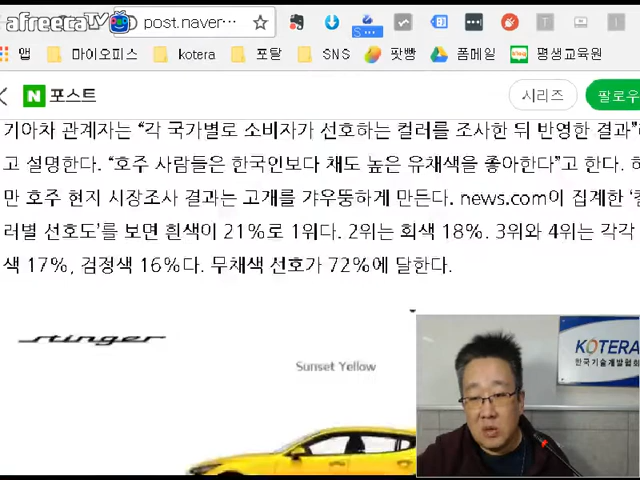 afreecaTV post.naver...
앱 마이오피스 kotera 포탈 SNS 팟빵 폼메일 평생교육원
N 포스트 시리즈 팔로우
기아차 관계자는 “각 국가별로 소비자가 선호하는 컬러를 조사한 뒤 반영한 결과”
고 설명한다. “호주 사람들은 한국인보다 채도 높은 유채색을 좋아한다”고 한다.
만 호주 현지 시장조사 결과는 고개를 갸우뚱하게 만든다. news.com이 집계한
러별 선호도’를 보면 흰색이 21%로 1위다. 2위는 회색 18%. 3위와 4위는 각각
색 17%, 검정색 16%다. 무채색 선호가 72%에 달한다.
stinger
Sunset Yellow
KOTERA
한국기술개발협회